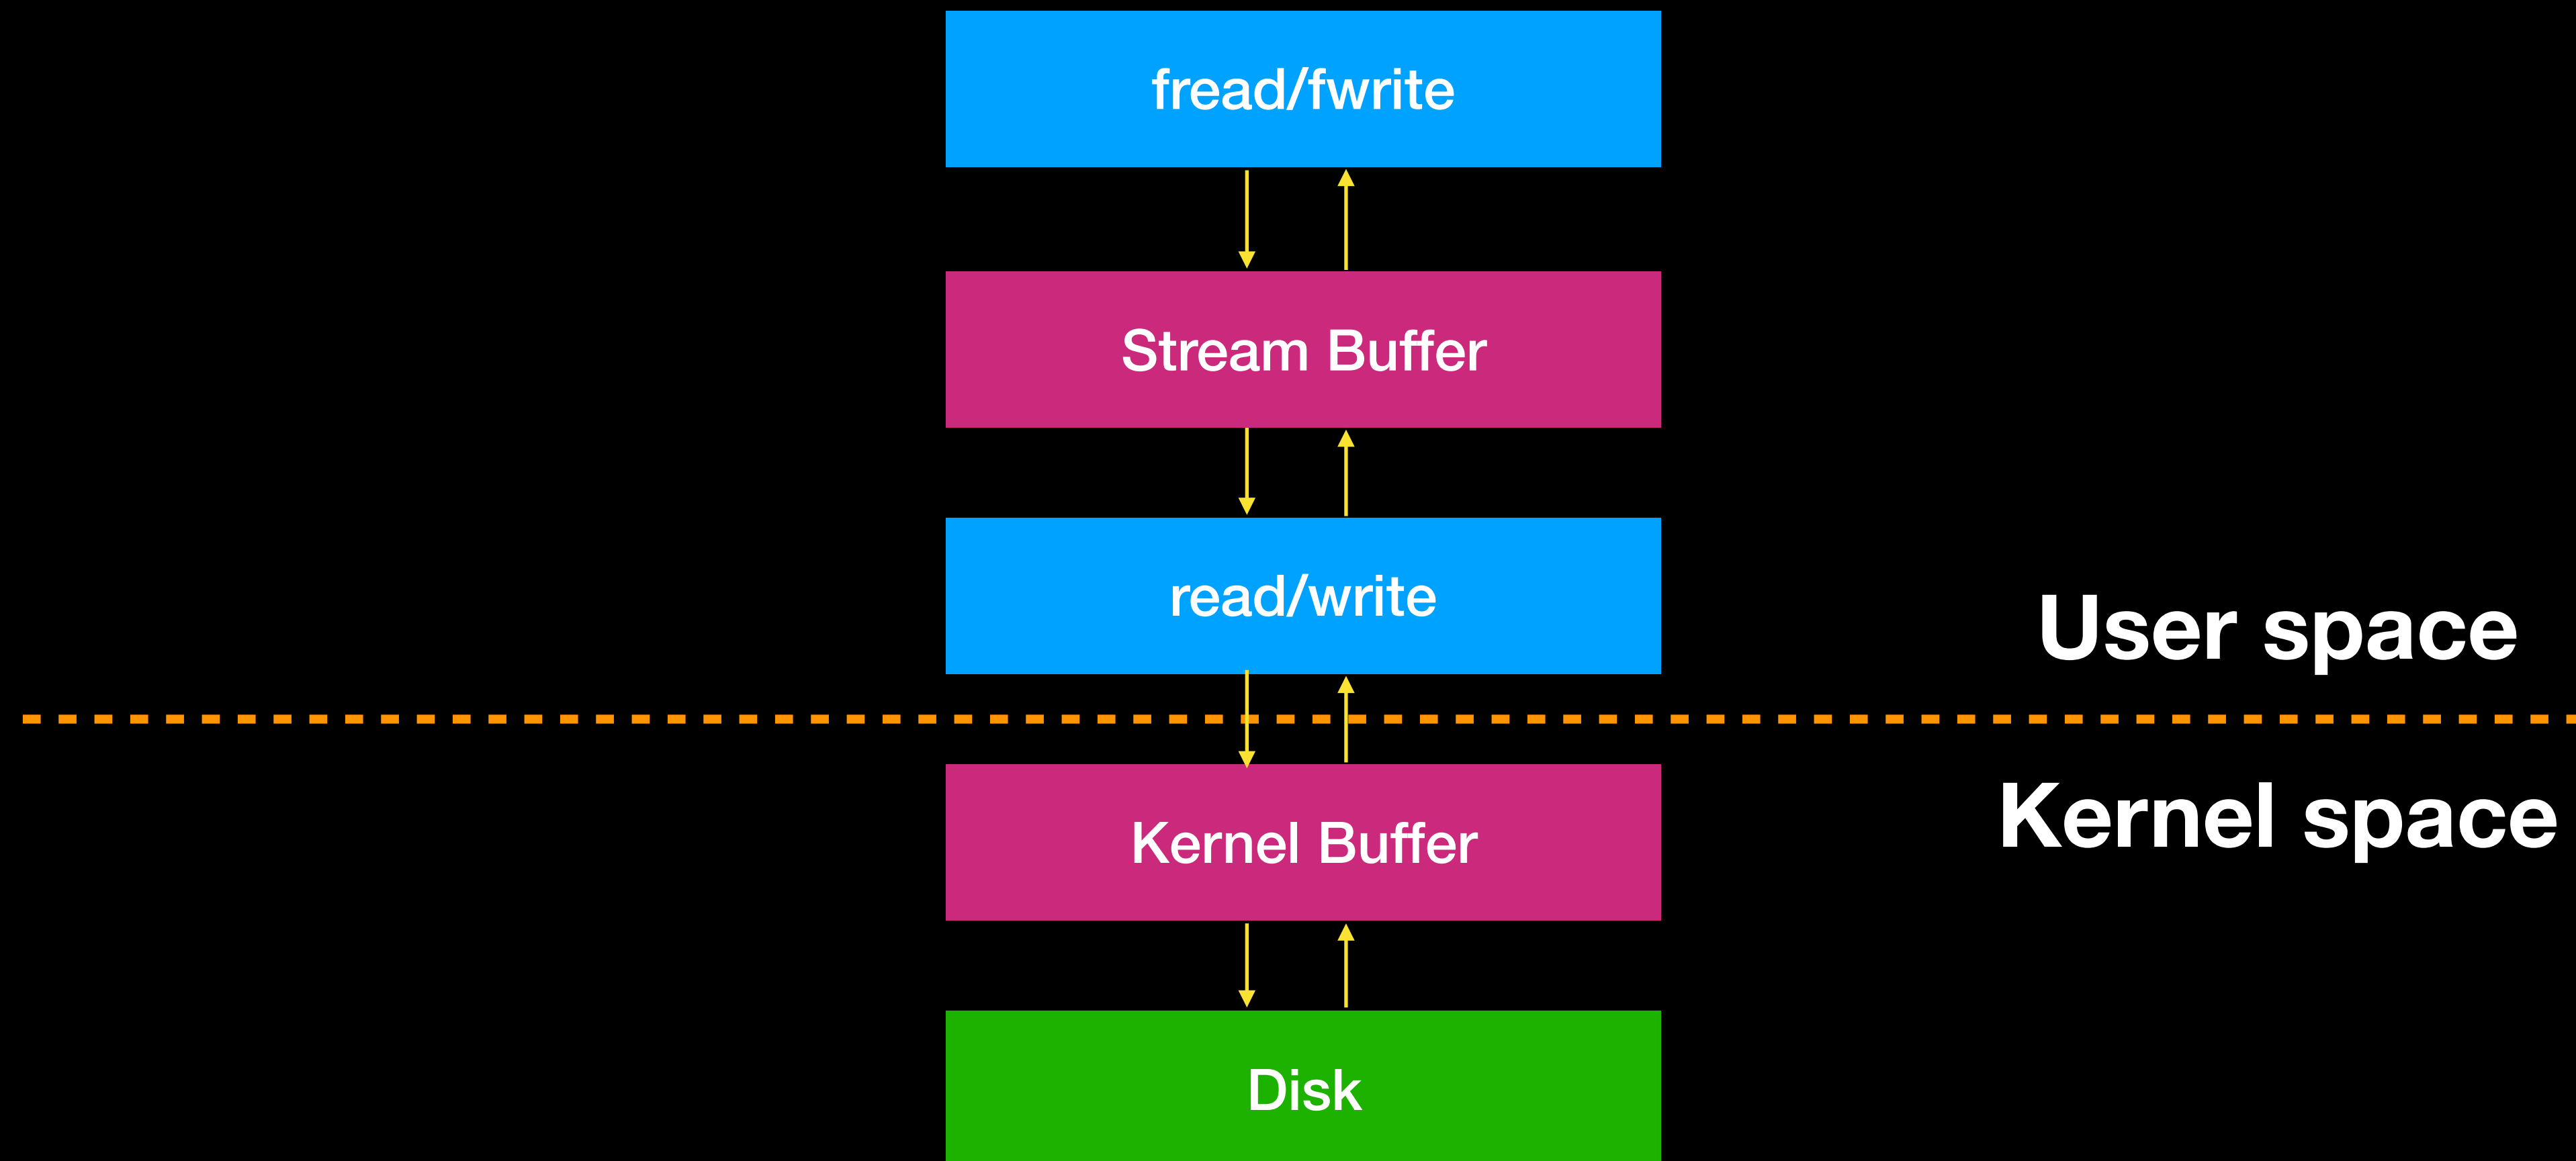 fread/fwrite
Stream Buffer
read/write
User space
Kernel Buffer
Kernel space
Disk